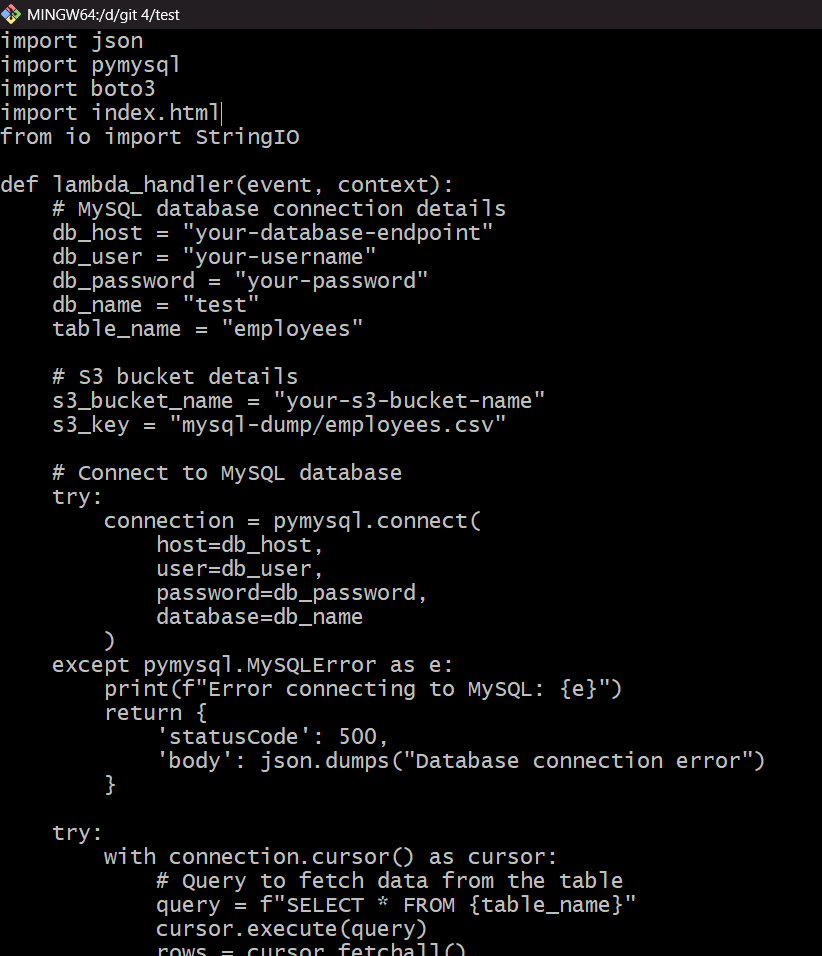 MINGW64:/d/git 4/test
import json
import pymysql
import boto3
import index.html
from io import StringIO
def lambda_handler(event, context):
    # MySQL database connection details
    db_host = "your-database-endpoint"
    db_user = "your-username"
    db_password = "your-password"
    db_name = "test"
    table_name = "employees"
    # S3 bucket details
    s3_bucket_name = "your-s3-bucket-name"
    s3_key = "mysql-dump/employees.csv"
    # Connect to MySQL database
    try:
        connection = pymysql.connect(
            host=db_host,
            user=db_user,
            password=db_password,
            database=db_name
        )
    except pymysql.MySQLError as e:
        print(f"Error connecting to MySQL: {e}")
        return {
            'statusCode': 500,
            'body': json.dumps("Database connection error")
        }
    try:
        with connection.cursor() as cursor:
            # Query to fetch data from the table
            query = f"SELECT * FROM {table_name}"
            cursor.execute(query)
            rows = cursor.fetchall()